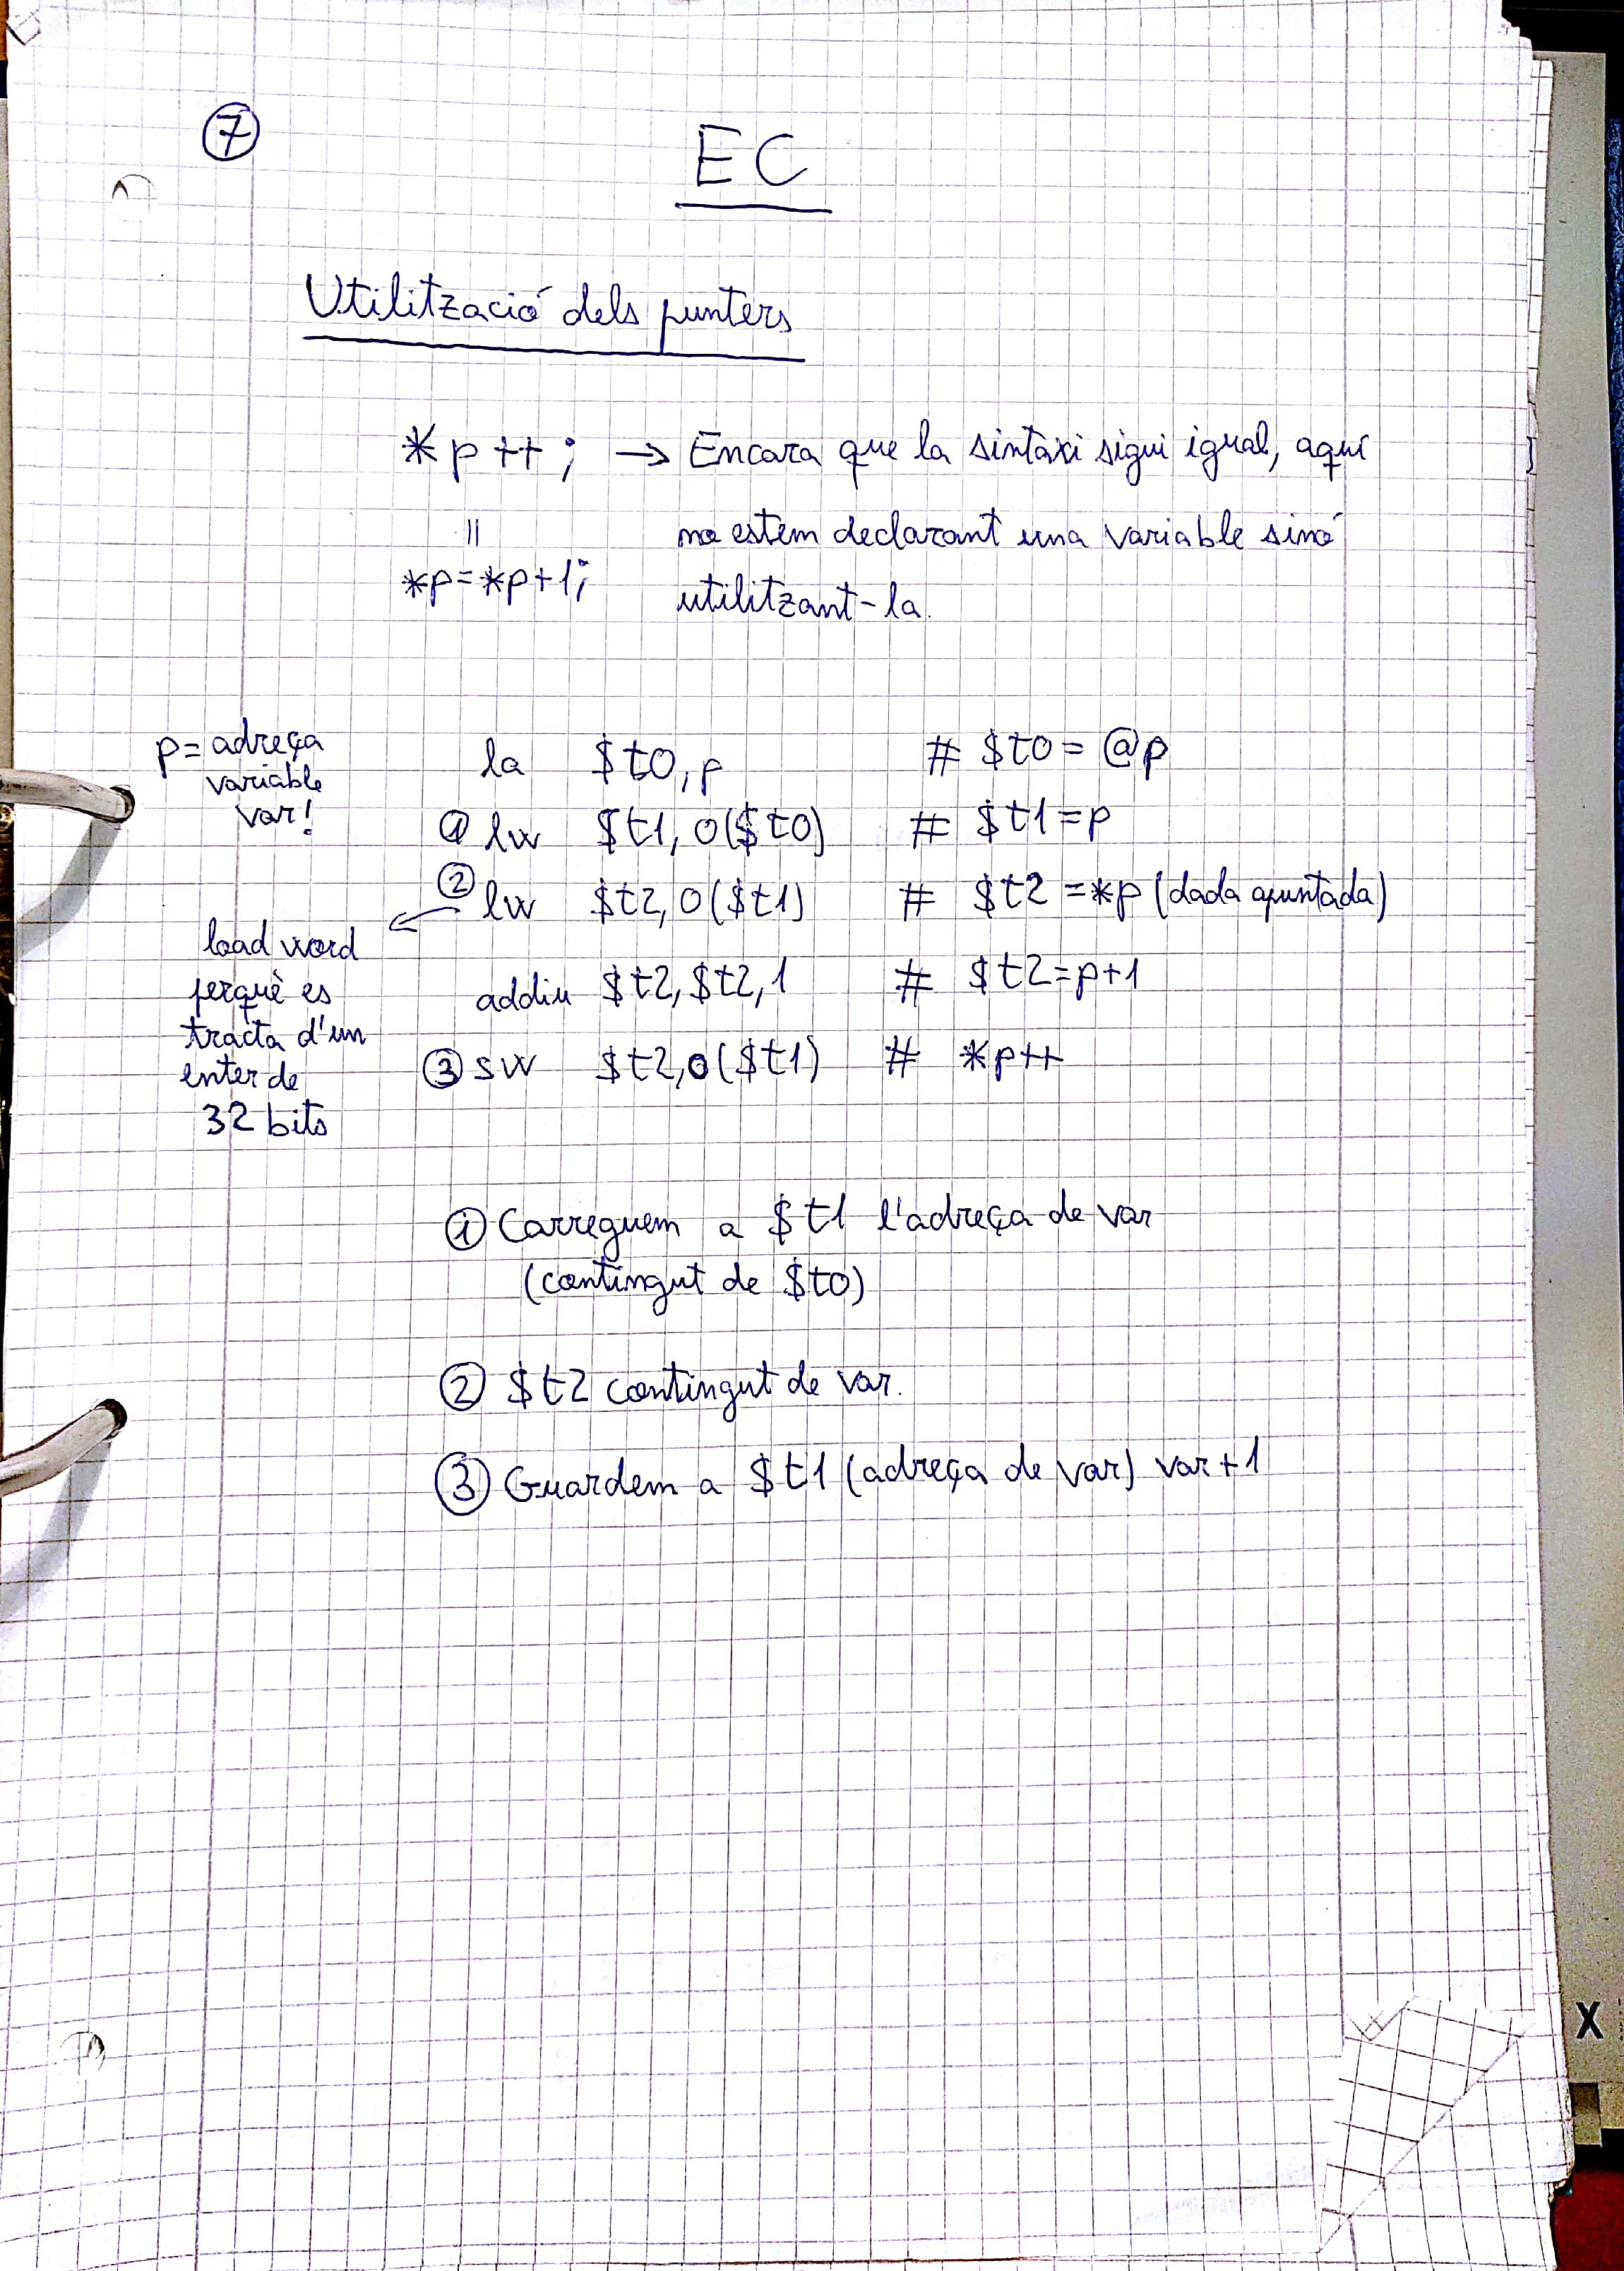 7
EC
Utilització dels punters
*p++; → Encara que la sintaxi sigui igual, aquí
no estem declarant una variable sinó
utilitzant-la.
||
*p=*p+1;
p= adreça
variable
var!
la $t0, p # $t0 = @p
① lw $t1, 0($t0) # $t1=p
② lw $t2, 0($t1) # $t2 =*p (dada apuntada)
addiu $t2, $t2, 1 # $t2=p+1
③ sw $t2, 0($t1) # *p++
load word
perquè es
tracta d'un
enter de
32 bits
① Carreguem a $t1 l'adreça de var
(contingut de $t0)
② $t2 contingut de var.
③ Guardem a $t1 (adreça de var) var+1
X